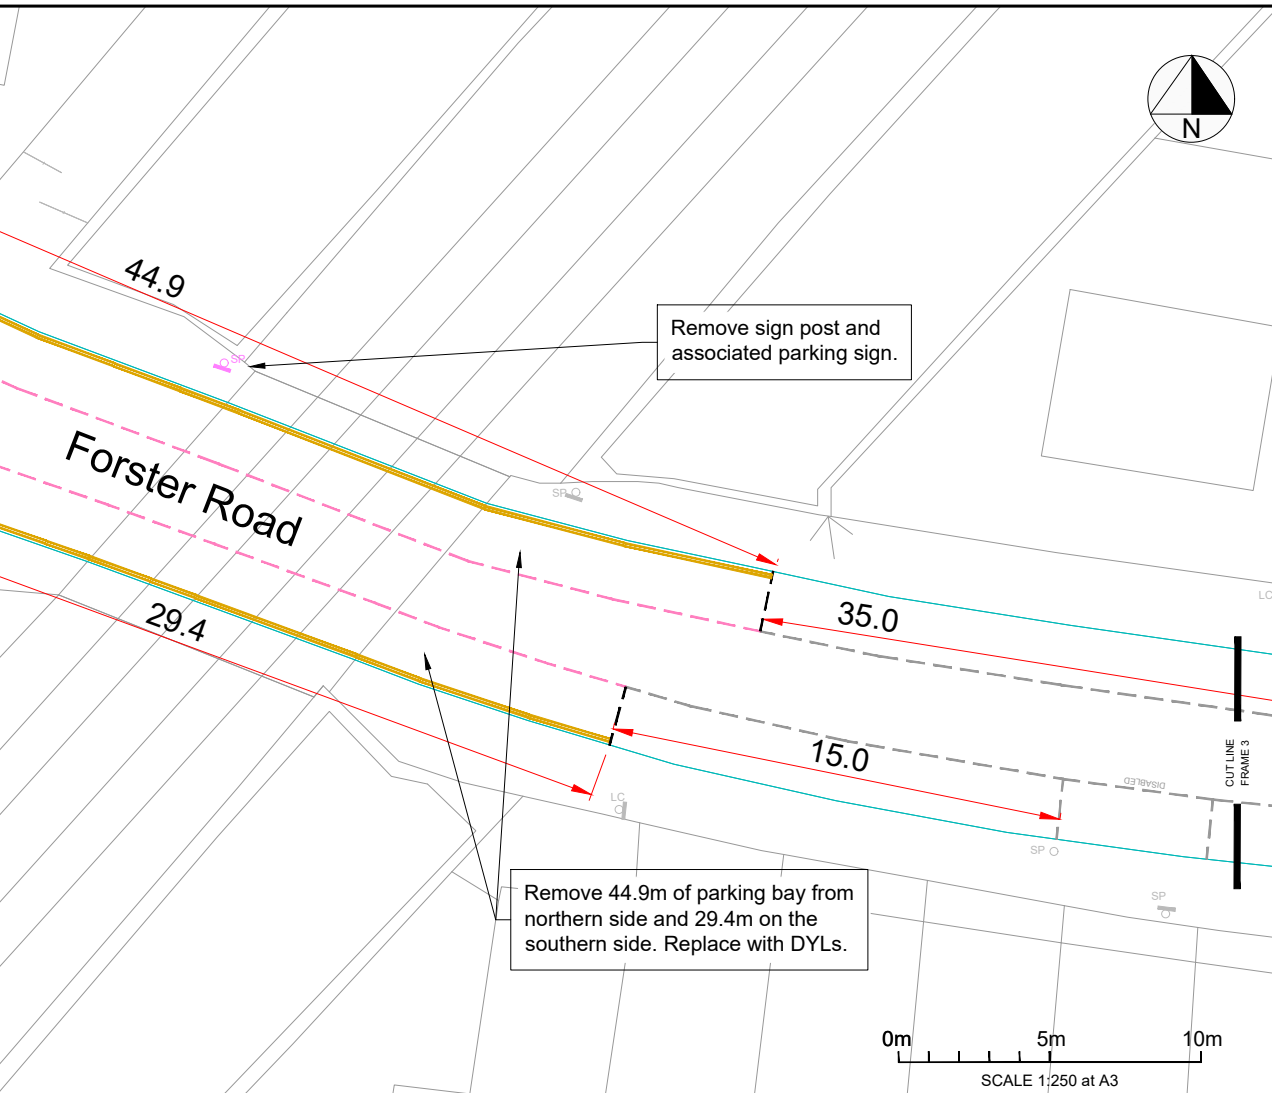 N
44.9
Remove sign post and
associated parking sign.
SP
Forster Road
SP
LC
29.4
35.0
15.0
CUT LINE
FRAME 3
DISABLED
LC
SP
SP
Remove 44.9m of parking bay from
northern side and 29.4m on the
southern side. Replace with DYLs.
0m 5m 10m
SCALE 1:250 at A3